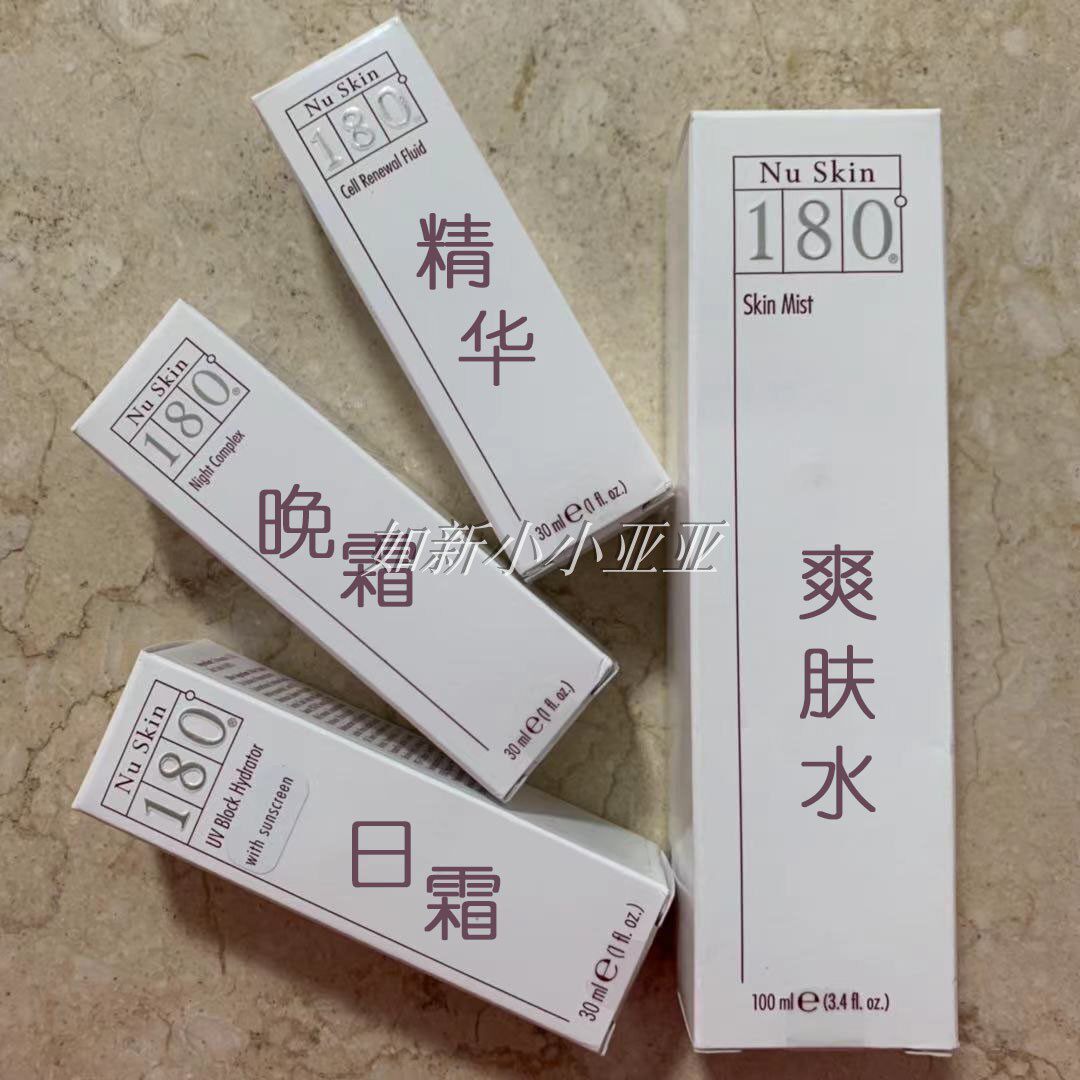 Nu Skin
180®
Cell Renewal Fluid
精华
30 ml e (1 fl. oz.)
Nu Skin
180®
Night Complex
晚霜
30 ml e (1 fl. oz.)
如新小小亚亚
Nu Skin
180®
UV Block Hydrator
with sunscreen
日霜
30 ml e (1 fl. oz.)
Nu Skin
180®
Skin Mist
爽肤水
100 ml e (3.4 fl. oz.)